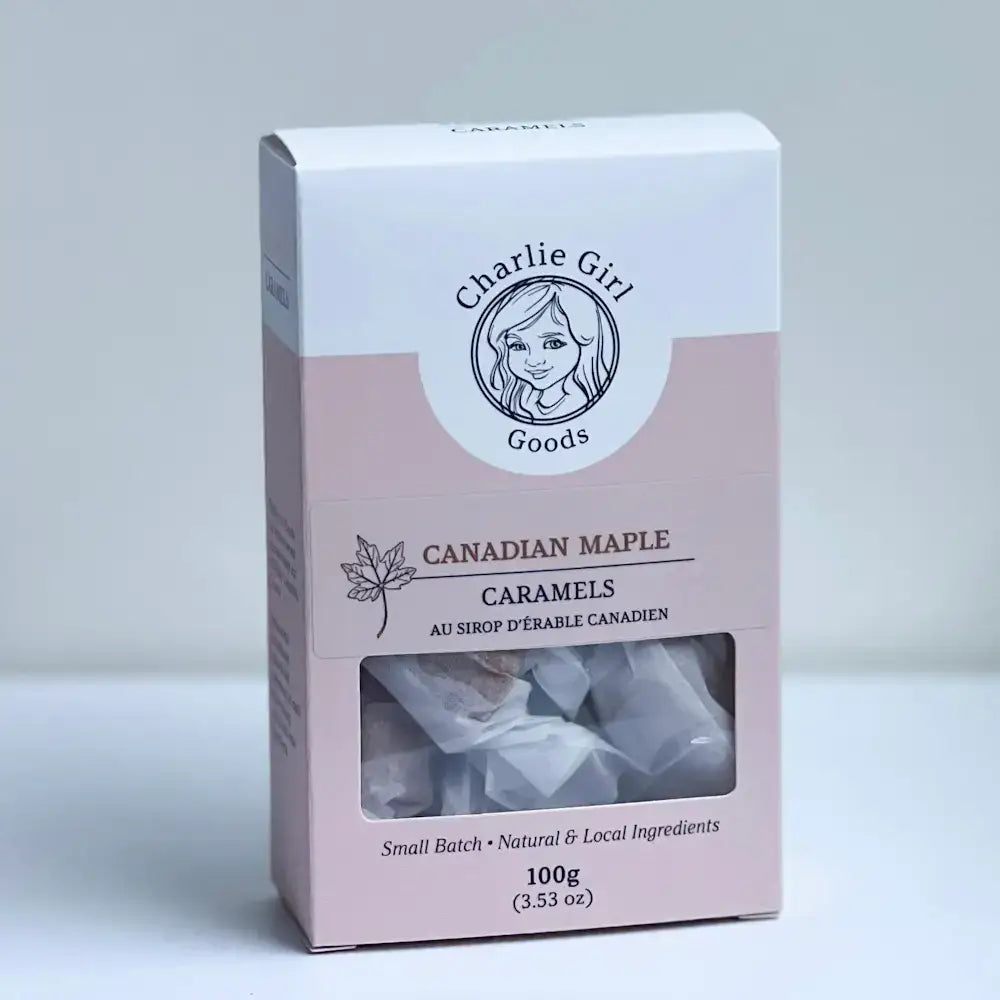 CARAMELS
Charlie Girl
Goods
CANADIAN MAPLE
CARAMELS
AU SIROP D'ÉRABLE CANADIEN
Small Batch • Natural & Local Ingredients
100g
(3.53 oz)
CARAMELS